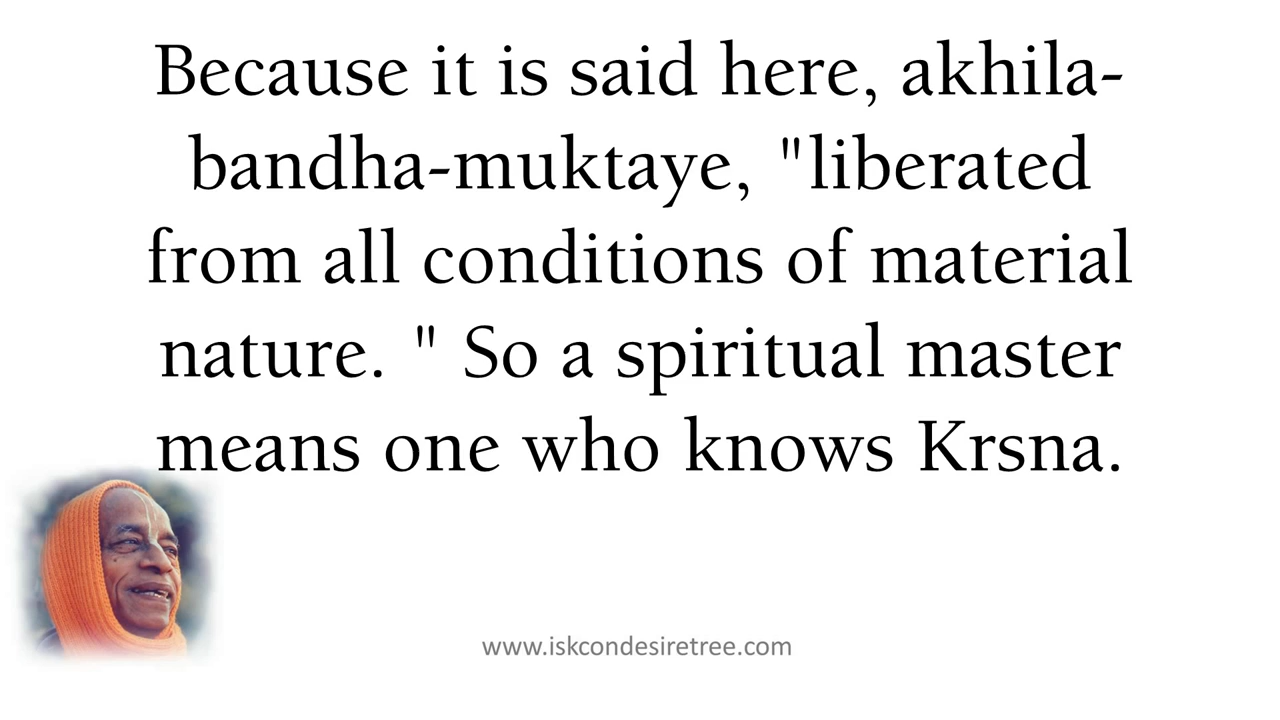 Because it is said here, akhila-
bandha-muktaye, "liberated
from all conditions of material
nature. " So a spiritual master
means one who knows Krsna.
www.iskcondesiretree.com